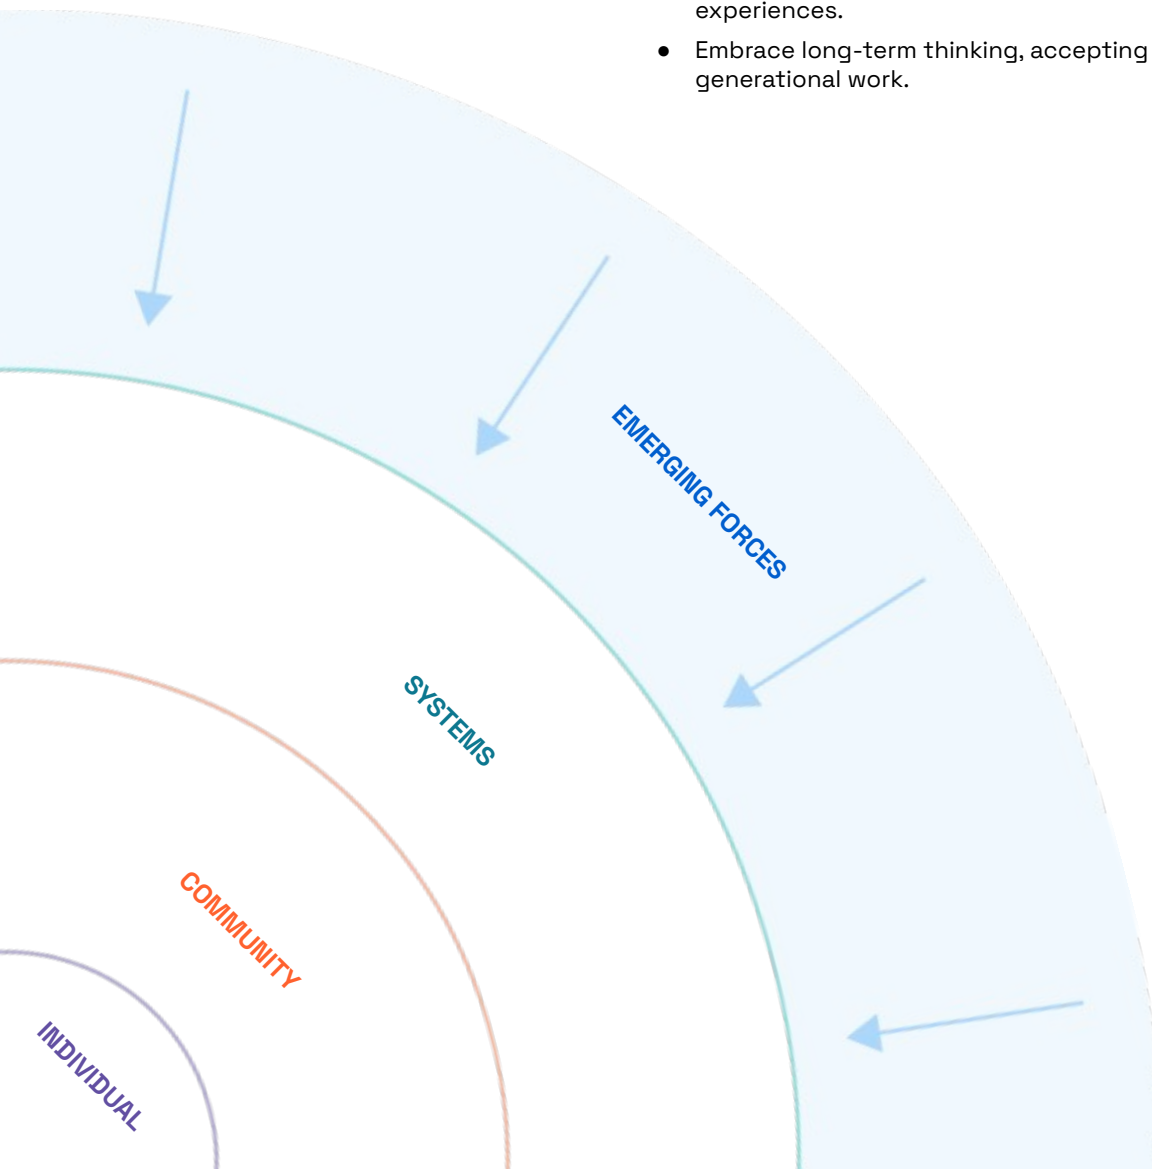 experiences.
● Embrace long-term thinking, accepting
generational work.
EMERGING FORCES
SYSTEMS
COMMUNITY
INDIVIDUAL